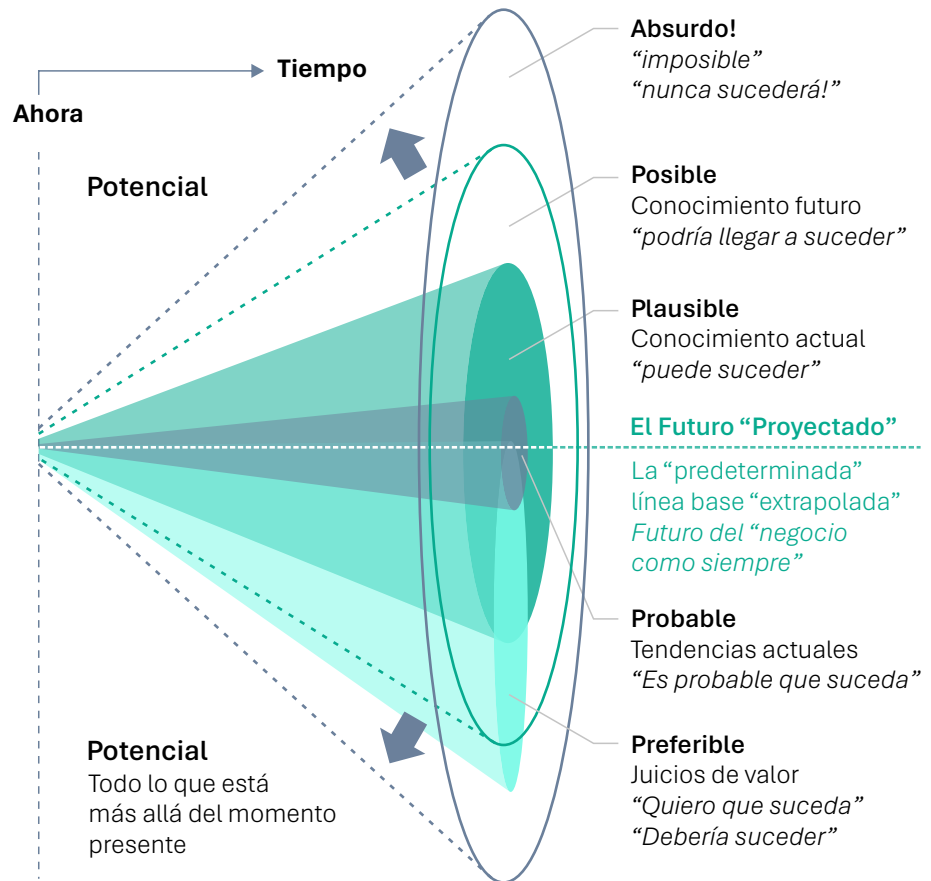 Tiempo
Ahora
Potencial
Absurdo!
“imposible”
“nunca sucederá!”
Posible
Conocimiento futuro
“podría llegar a suceder”
Plausible
Conocimiento actual
“puede suceder”
El Futuro “Proyectado”
La “predeterminada”
línea base “extrapolada”
Futuro del “negocio
como siempre”
Probable
Tendencias actuales
“Es probable que suceda”
Preferible
Juicios de valor
“Quiero que suceda”
“Debería suceder”
Potencial
Todo lo que está
más allá del momento
presente